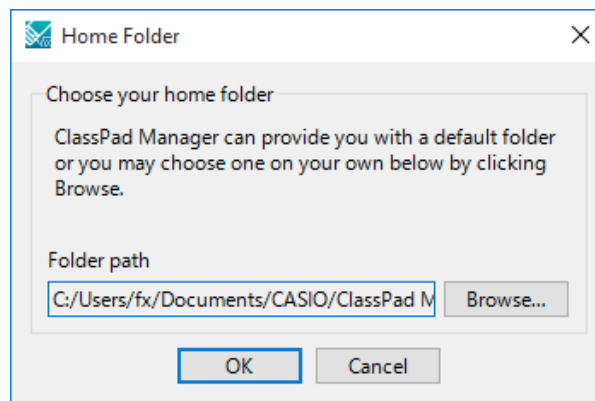 Home Folder
Choose your home folder
ClassPad Manager can provide you with a default folder
or you may choose one on your own below by clicking
Browse.
Folder path
C:/Users/fx/Documents/CASIO/ClassPad M
Browse...
OK
Cancel